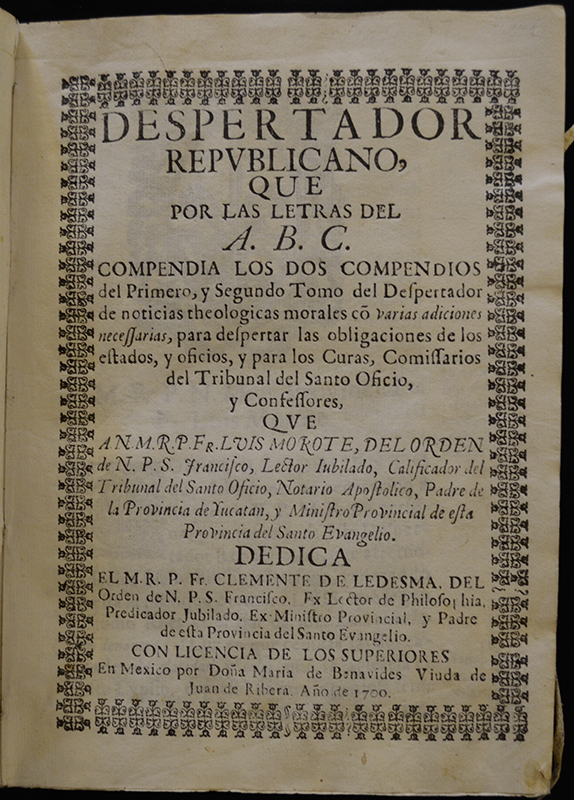 DESPERTADOR
REPVBLICANO,
QUE
POR LAS LETRAS DEL
A. B. C.
COMPENDIA LOS DOS COMPENDIOS
del Primero, y Segundo Tomo del Deſpertador
de noticias theologicas morales cõ varias adiciones
neceſſarias, para deſpertar las obligaciones de los
eſtados, y oficios, y para los Curas, Comiſſarios
del Tribunal del Santo Oficio,
y Confeſſores,
QVE
A N. M. R. P. FR. LVIS MOROTE, DEL ORDEN
de N. P. S. Franciſco, Lector Iubilado, Calificador del
Tribunal del Santo Oficio, Notario Apoſtolico, Padre de
la Provincia de Yucatan, y Miniſtro Provincial de eſta
Provincia del Santo Evangelio.
DEDICA
EL M. R. P. Fr. CLEMENTE DE LEDESMA. DEL
Orden de N. P. S. Franciſco. Ex Lector de Philoſophia,
Predicador Jubilado. Ex Miniſtro Provincial, y Padre
de eſta Provincia del Santo Evangelio.
CON LICENCIA DE LOS SUPERIORES
En Mexico por Doña Maria de Benavides Viuda de
Juan de Ribera. Año de 1700.